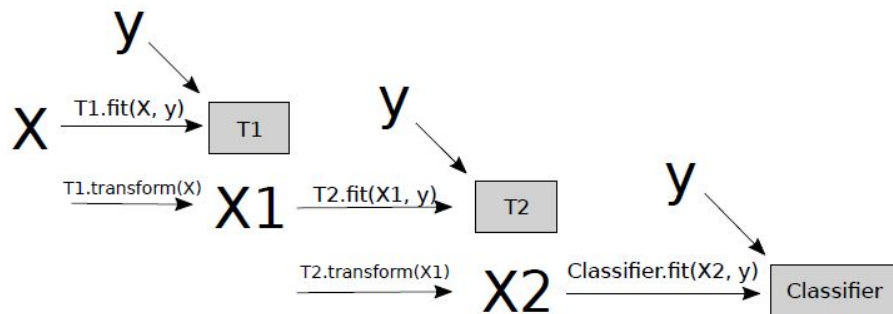 y
X
T1.fit(X, y)
T1
y
T1.transform(X)
X1
T2.fit(X1, y)
T2
y
T2.transform(X1)
X2
Classifier.fit(X2, y)
Classifier